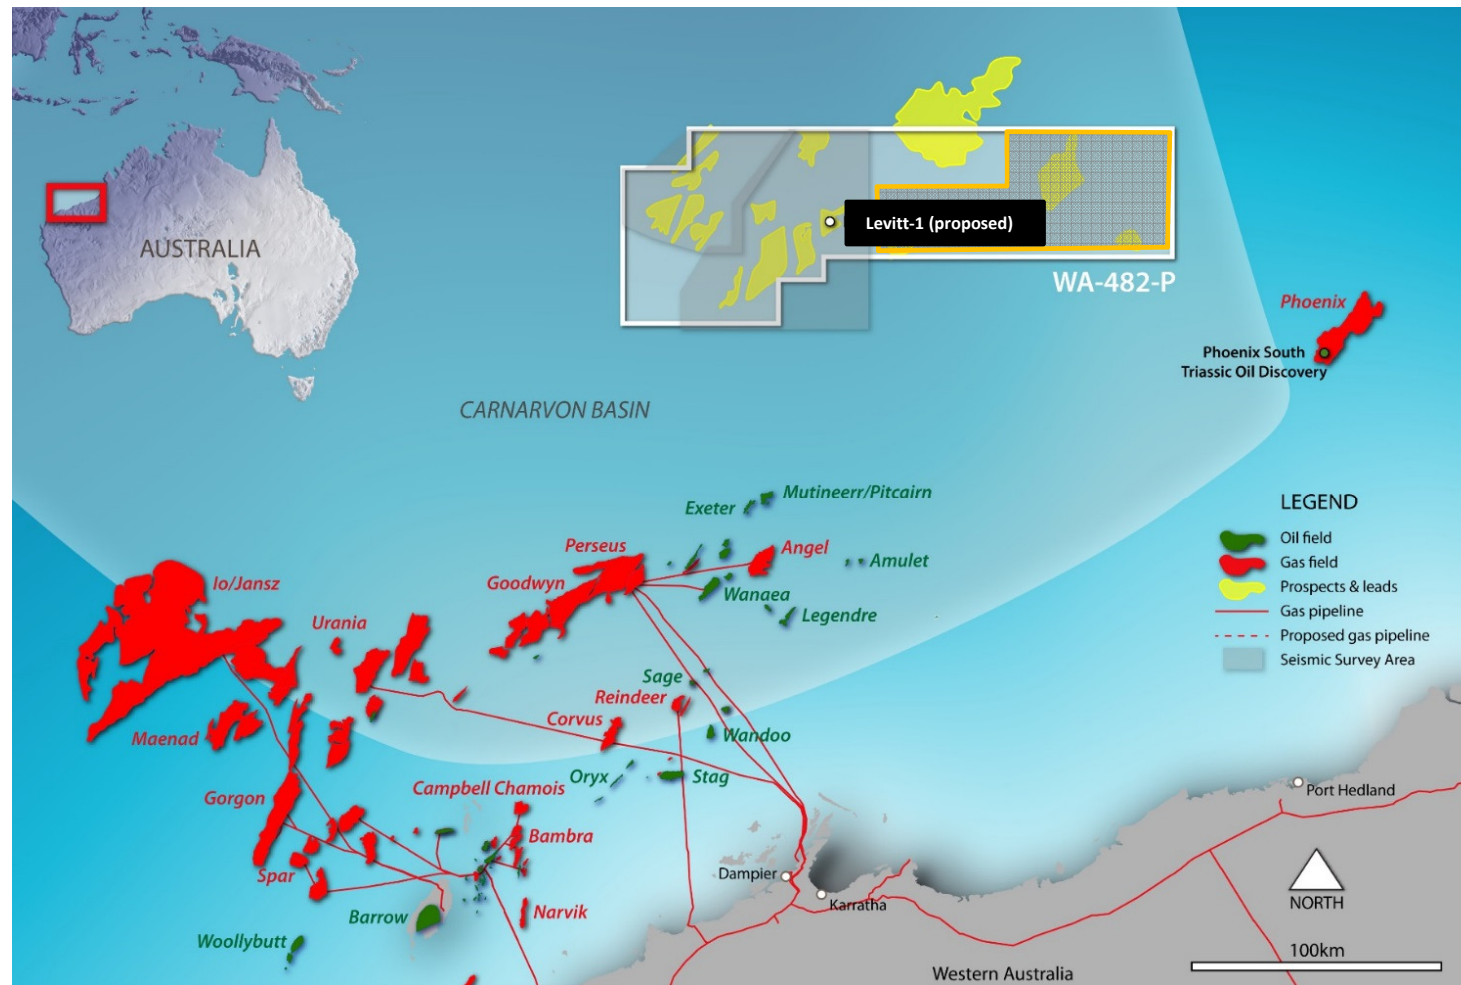 AUSTRALIA
Levitt-1 (proposed)
WA-482-P
Phoenix
Phoenix South
Triassic Oil Discovery
CARNARVON BASIN
Mutineerr/Pitcairn
Exeter
Perseus
Angel
Amulet
Goodwyn
Wanaea
Legendre
Io/Jansz
Urania
Sage
Reindeer
Corvus
Wandoo
Maenad
Oryx
Stag
Campbell Chamois
Gorgon
Bambra
Spar
Barrow
Narvik
Woollybutt
LEGEND
Oil field
Gas field
Prospects & leads
Gas pipeline
Proposed gas pipeline
Seismic Survey Area
Port Hedland
Dampier
Karratha
NORTH
100km
Western Australia